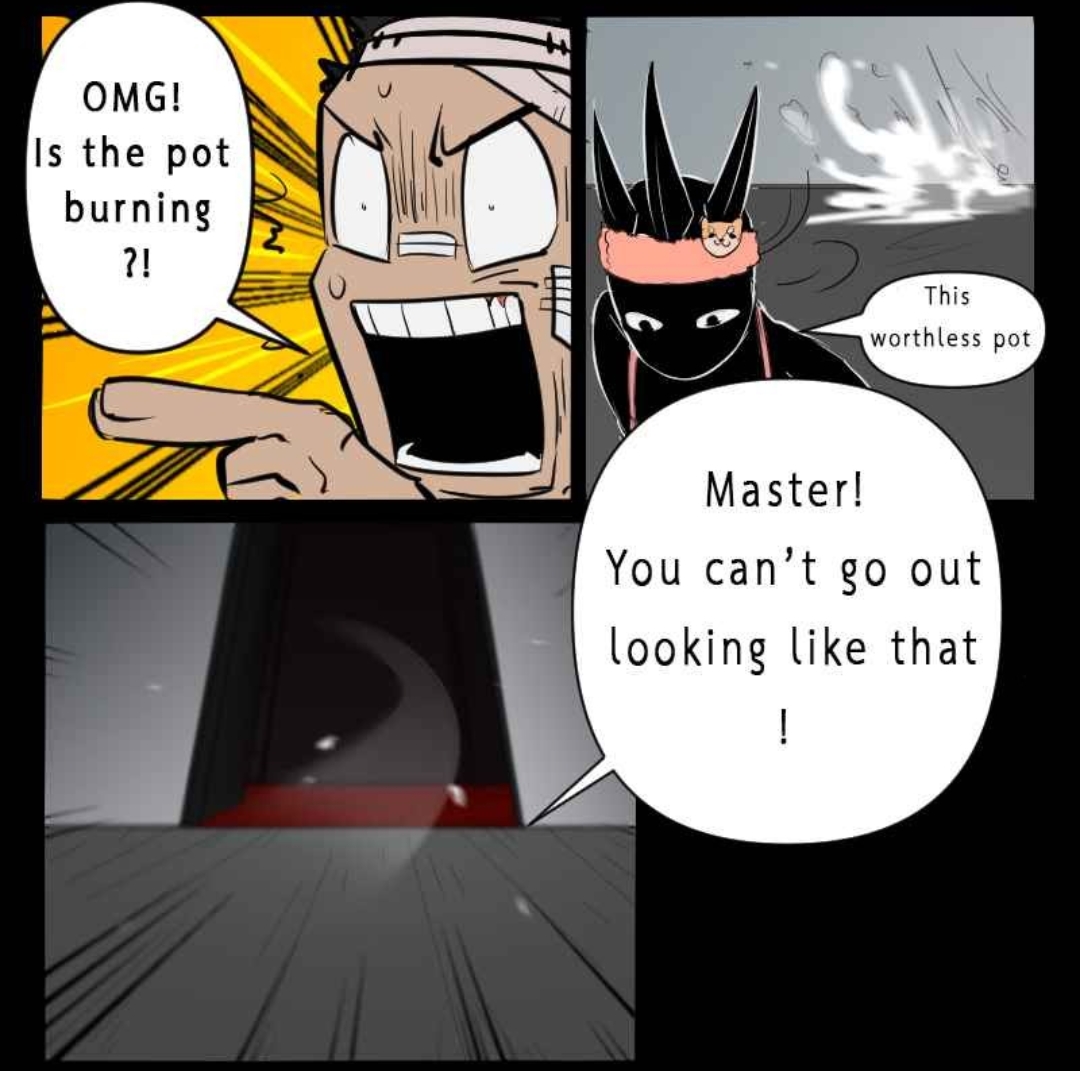 OMG!
Is the pot
burning
?!
This
worthless pot
Master!
You can't go out
looking like that
!